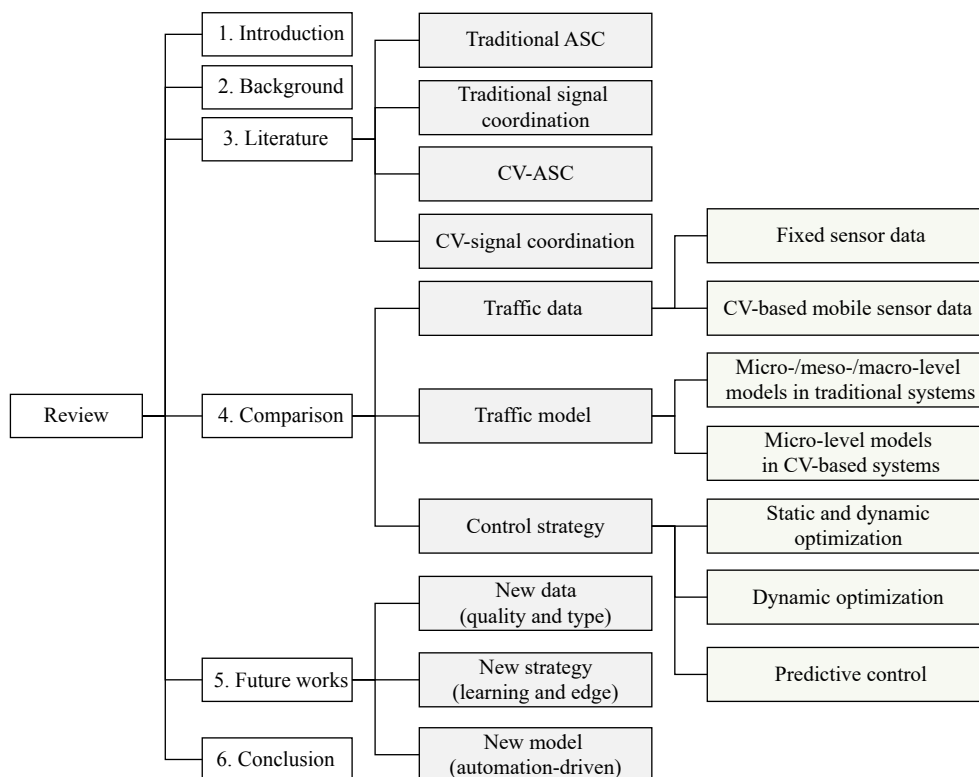 Review
1. Introduction
2. Background
3. Literature
Traditional ASC
Traditional signal
coordination
CV-ASC
CV-signal coordination
4. Comparison
Traffic data
Fixed sensor data
CV-based mobile sensor data
Traffic model
Micro-/meso-/macro-level
models in traditional systems
Micro-level models
in CV-based systems
Control strategy
Static and dynamic
optimization
Dynamic optimization
Predictive control
5. Future works
New data
(quality and type)
New strategy
(learning and edge)
New model
(automation-driven)
6. Conclusion